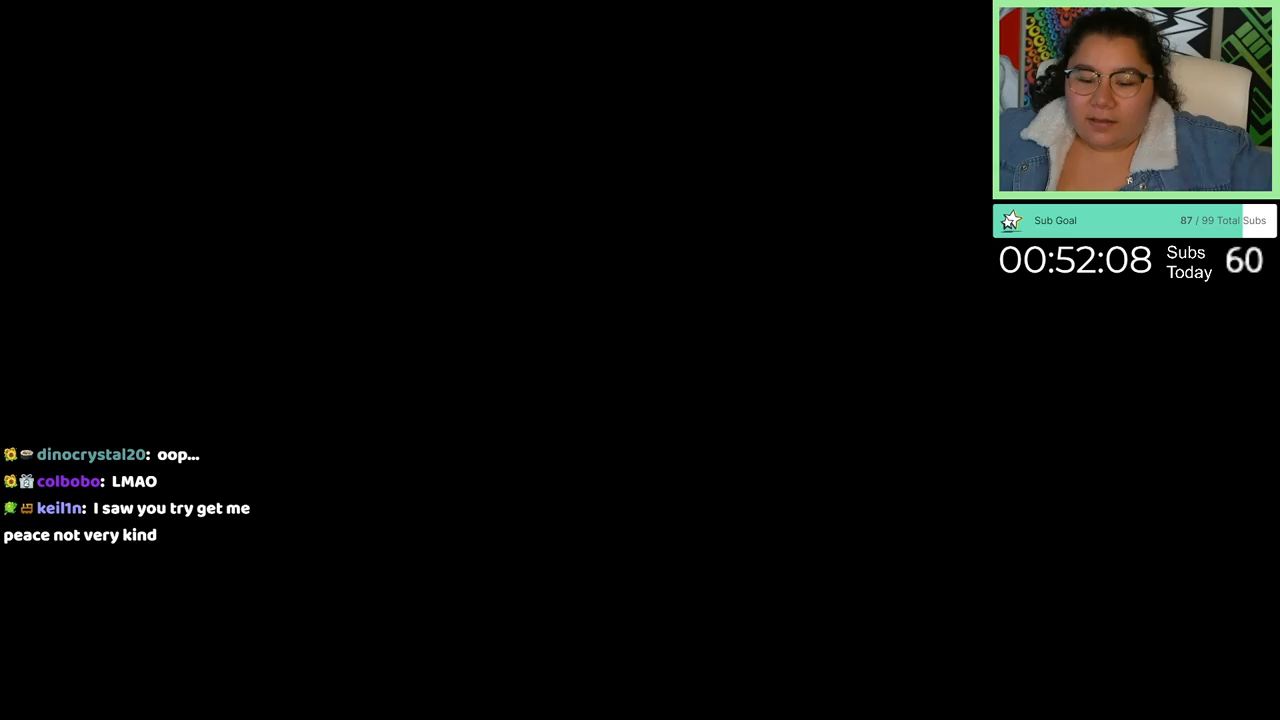 Sub Goal
87 / 99 Total Subs
00:52:08
Subs
Today
60
dinocrystal20: oop...
colbobo: LMAO
keil1n: I saw you try get me
peace not very kind